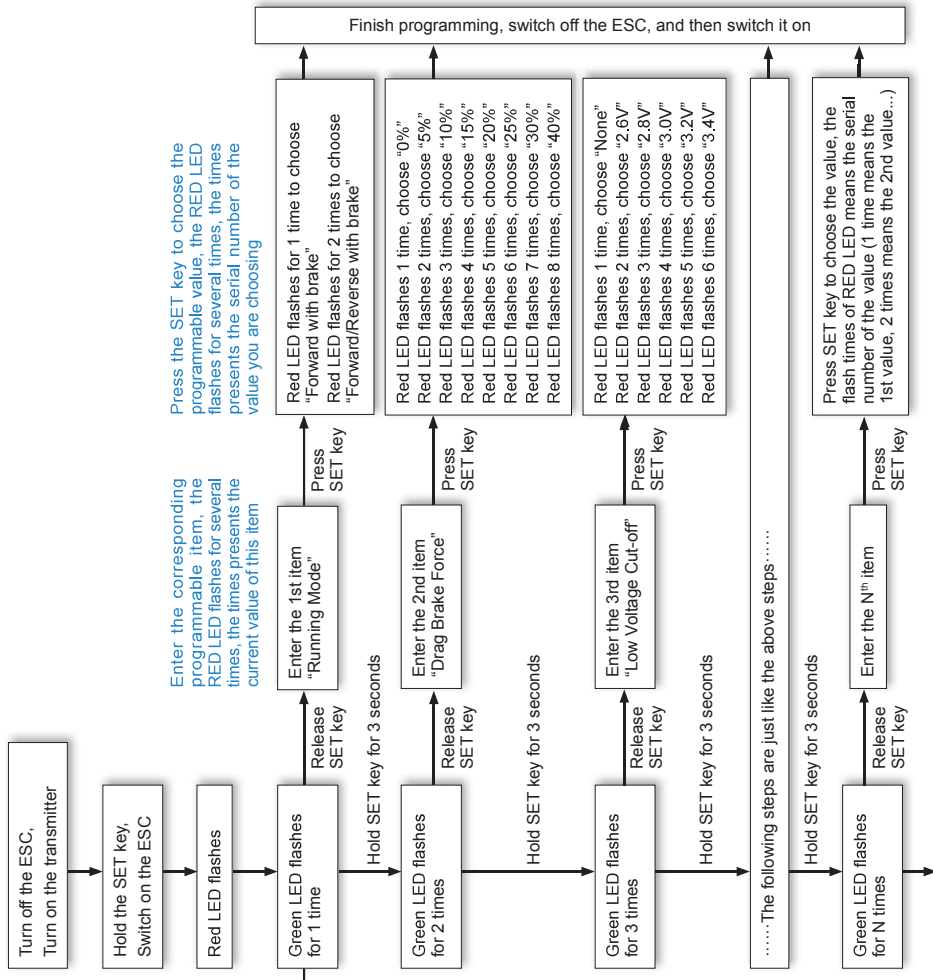 Turn off the ESC,
Turn on the transmitter
Hold the SET key,
Switch on the ESC
Red LED flashes
Enter the corresponding
programmable item, the
RED LED flashes for several
times, the times presents the
current value of this item
Press the SET key to choose the
programmable value, the RED LED
flashes for several times, the times
presents the serial number of the
value you are choosing
Green LED flashes
for 1 time
Release
SET key
Enter the 1st item
“Running Mode”
Press
SET key
Red LED flashes for 1 time to choose
“Forward with brake”
Red LED flashes for 2 times to choose
“Forward/Reverse with brake”
Finish programming, switch off the ESC, and then switch it on
Hold SET key for 3 seconds
Green LED flashes
for 2 times
Release
SET key
Enter the 2nd item
“Drag Brake Force”
Press
SET key
Red LED flashes 1 time, choose “0%”
Red LED flashes 2 times, choose “5%”
Red LED flashes 3 times, choose “10%”
Red LED flashes 4 times, choose “15%”
Red LED flashes 5 times, choose “20%”
Red LED flashes 6 times, choose “25%”
Red LED flashes 7 times, choose “30%”
Red LED flashes 8 times, choose “40%”
Hold SET key for 3 seconds
Green LED flashes
for 3 times
Release
SET key
Enter the 3rd item
“Low Voltage Cut-off”
Press
SET key
Red LED flashes 1 time, choose “None”
Red LED flashes 2 times, choose “2.6V”
Red LED flashes 3 times, choose “2.8V”
Red LED flashes 4 times, choose “3.0V”
Red LED flashes 5 times, choose “3.2V”
Red LED flashes 6 times, choose “3.4V”
Hold SET key for 3 seconds
······The following steps are just like the above steps······
Hold SET key for 3 seconds
Green LED flashes
for N times
Release
SET key
Enter the Nth item
Press
SET key
Press SET key to choose the value, the
flash times of RED LED means the serial
number of the value (1 time means the
1st value, 2 times means the 2nd value...)